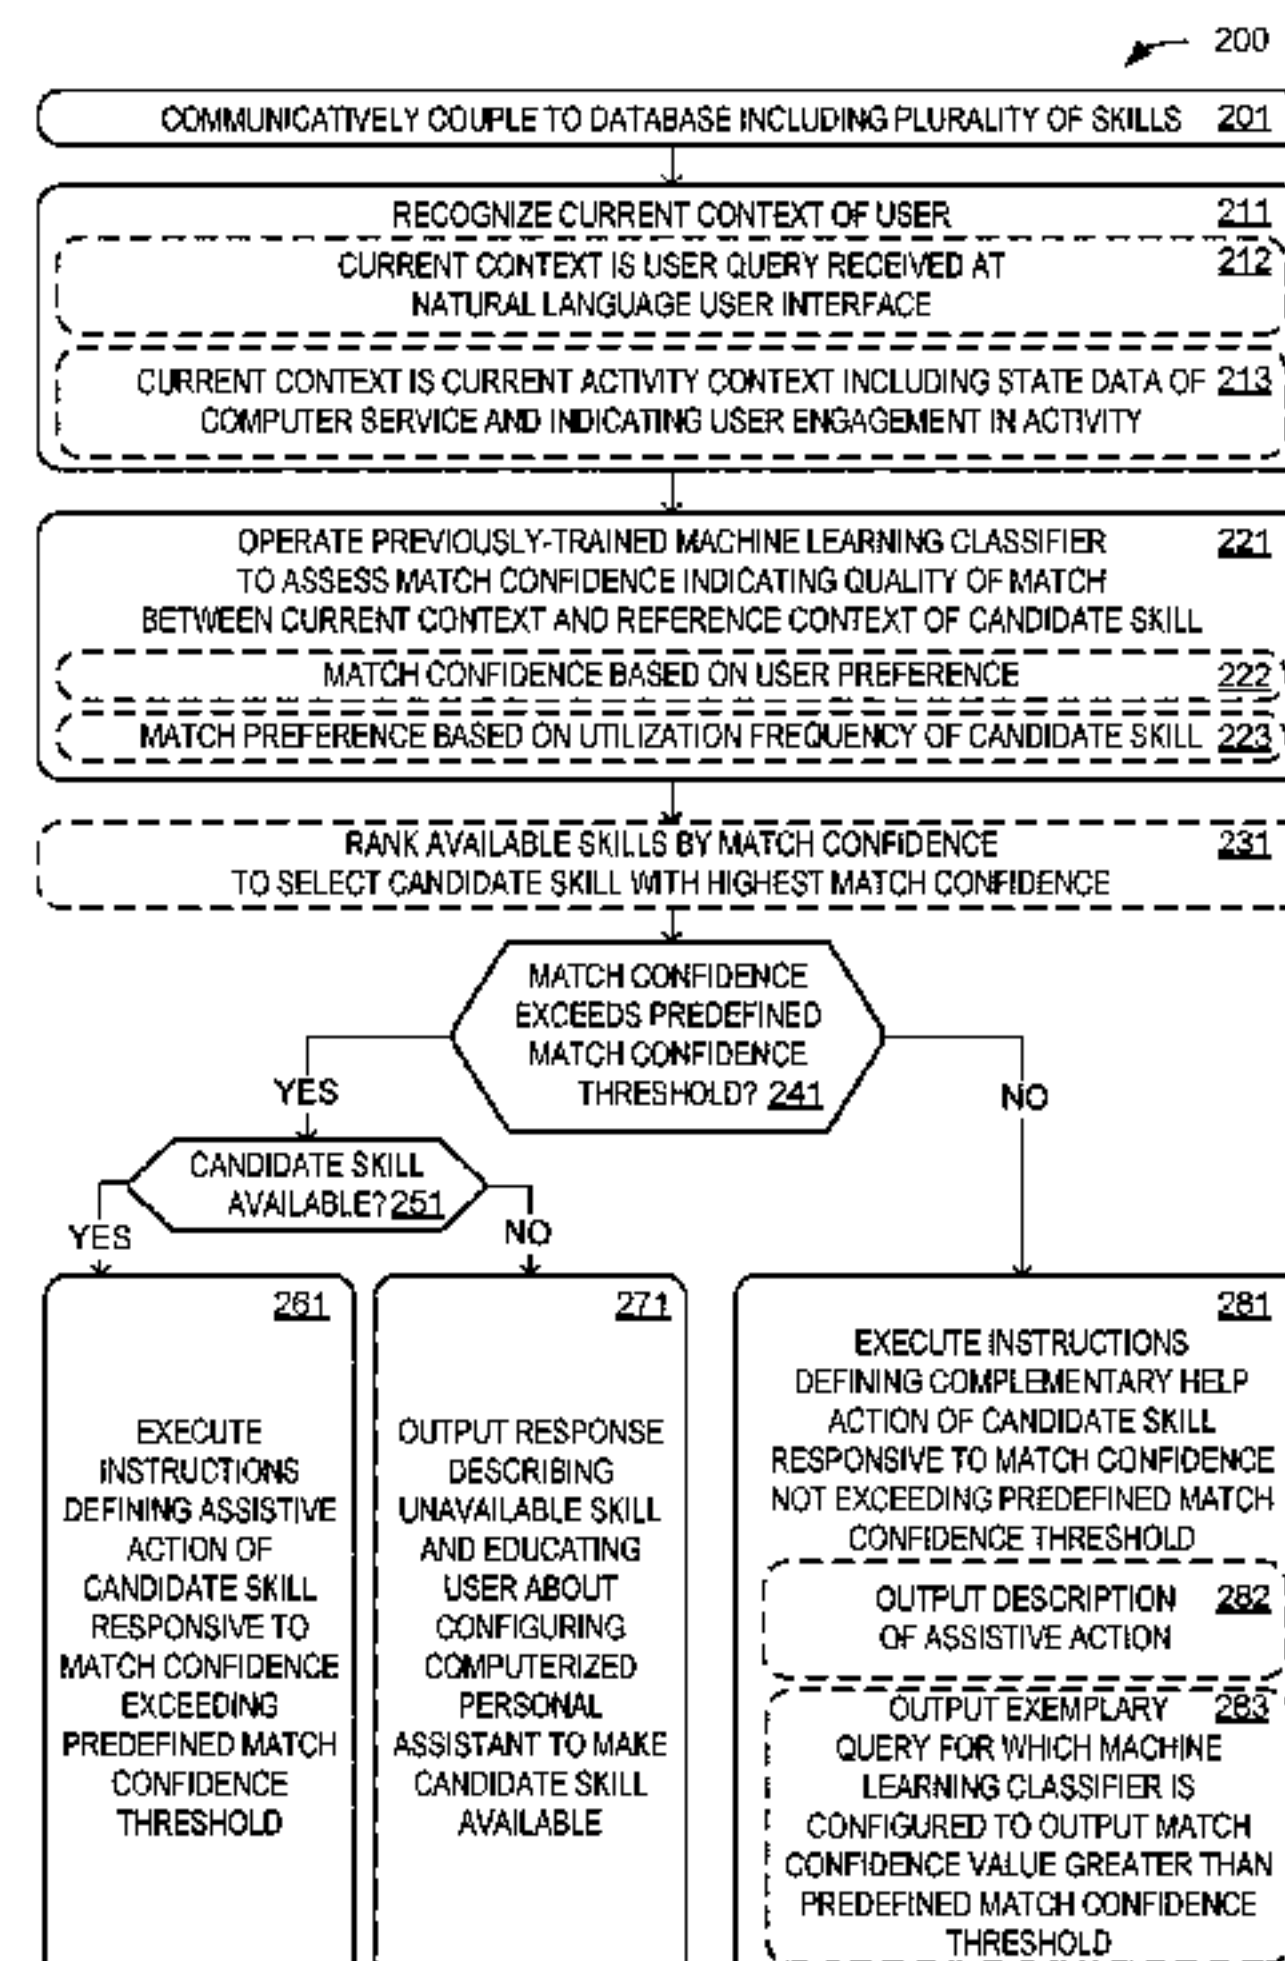 200
COMMUNICATIVELY COUPLE TO DATABASE INCLUDING PLURALITY OF SKILLS 201
RECOGNIZE CURRENT CONTEXT OF USER 211
CURRENT CONTEXT IS USER QUERY RECEIVED AT 212
NATURAL LANGUAGE USER INTERFACE
CURRENT CONTEXT IS CURRENT ACTIVITY CONTEXT INCLUDING STATE DATA OF 213
COMPUTER SERVICE AND INDICATING USER ENGAGEMENT IN ACTIVITY
OPERATE PREVIOUSLY-TRAINED MACHINE LEARNING CLASSIFIER 221
TO ASSESS MATCH CONFIDENCE INDICATING QUALITY OF MATCH
BETWEEN CURRENT CONTEXT AND REFERENCE CONTEXT OF CANDIDATE SKILL
MATCH CONFIDENCE BASED ON USER PREFERENCE 222
MATCH PREFERENCE BASED ON UTILIZATION FREQUENCY OF CANDIDATE SKILL 223
RANK AVAILABLE SKILLS BY MATCH CONFIDENCE 231
TO SELECT CANDIDATE SKILL WITH HIGHEST MATCH CONFIDENCE
MATCH CONFIDENCE
EXCEEDS PREDEFINED
MATCH CONFIDENCE
THRESHOLD? 241
YES
NO
CANDIDATE SKILL
AVAILABLE? 251
YES
NO
261
EXECUTE
INSTRUCTIONS
DEFINING ASSISTIVE
ACTION OF
CANDIDATE SKILL
RESPONSIVE TO
MATCH CONFIDENCE
EXCEEDING
PREDEFINED MATCH
CONFIDENCE
THRESHOLD
271
OUTPUT RESPONSE
DESCRIBING
UNAVAILABLE SKILL
AND EDUCATING
USER ABOUT
CONFIGURING
COMPUTERIZED
PERSONAL
ASSISTANT TO MAKE
CANDIDATE SKILL
AVAILABLE
281
EXECUTE INSTRUCTIONS
DEFINING COMPLEMENTARY HELP
ACTION OF CANDIDATE SKILL
RESPONSIVE TO MATCH CONFIDENCE
NOT EXCEEDING PREDEFINED MATCH
CONFIDENCE THRESHOLD
OUTPUT DESCRIPTION 282
OF ASSISTIVE ACTION
OUTPUT EXEMPLARY 283
QUERY FOR WHICH MACHINE
LEARNING CLASSIFIER IS
CONFIGURED TO OUTPUT MATCH
CONFIDENCE VALUE GREATER THAN
PREDEFINED MATCH CONFIDENCE
THRESHOLD